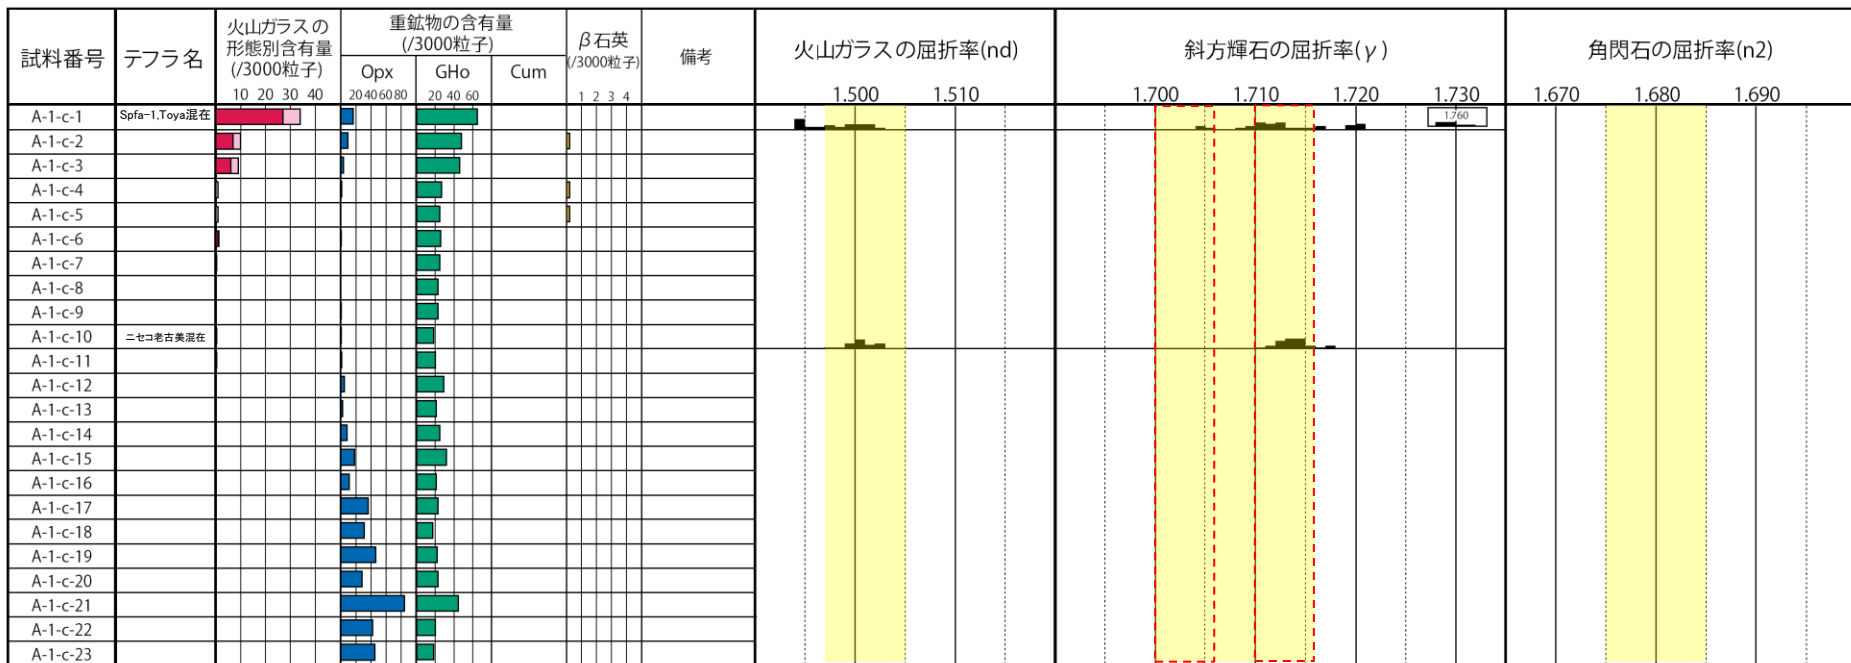 試料番号
テフラ名
火山ガラスの
形態別含有量
(/3000粒子)
10 20 30 40
重鉱物の含有量
(/3000粒子)
Opx
GHo
Cum
20 40 60 80
20 40 60
β石英
(/3000粒子)
1 2 3 4
備考
火山ガラスの屈折率(nd)
1.500 1.510
斜方輝石の屈折率(γ)
1.700 1.710 1.720 1.730
角閃石の屈折率(n2)
1.670 1.680 1.690
A-1-c-1 Spfa-1,Toya混在 1.760
A-1-c-2
A-1-c-3
A-1-c-4
A-1-c-5
A-1-c-6
A-1-c-7
A-1-c-8
A-1-c-9
A-1-c-10 ニセコ老古美混在
A-1-c-11
A-1-c-12
A-1-c-13
A-1-c-14
A-1-c-15
A-1-c-16
A-1-c-17
A-1-c-18
A-1-c-19
A-1-c-20
A-1-c-21
A-1-c-22
A-1-c-23